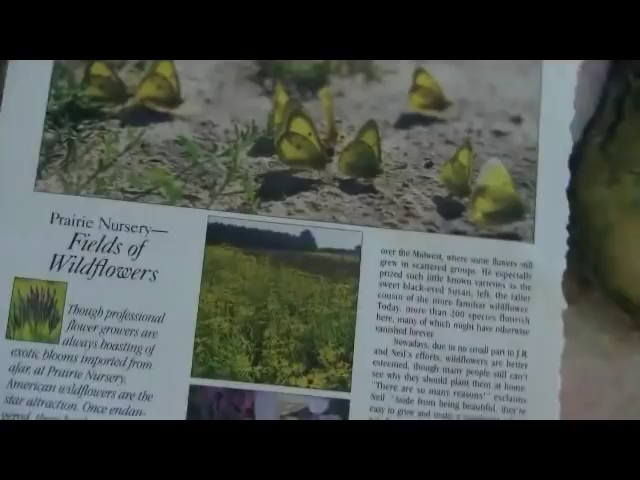 Prairie Nursery—
Fields of
Wildflowers
Though professional
flower growers are
always boasting of
exotic blooms imported from
afar, at Prairie Nursery,
American wildflowers are the
star attraction. Once endan-
over the Midwest, where some flowers still
grew in scattered groups. He especially
prized such little known varieties as the
sweet black-eyed Susan, left, the taller
cousin of the more familiar wildflower.
Today, more than 200 species flourish
here, many of which might have otherwise
vanished forever.
Nowadays, due in no small part to J.R.
and Neil's efforts, wildflowers are better
esteemed, though many people still can't
see why they should plant them at home.
"There are so many reasons!" exclaims
Neil. "Aside from being beautiful, they're
easy to grow and